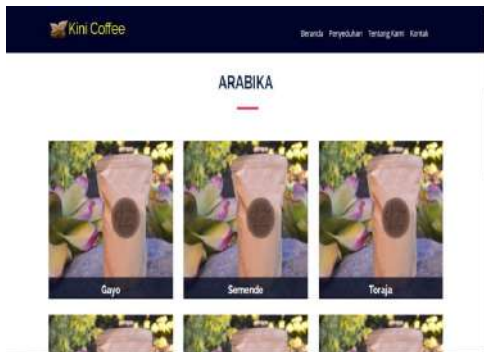 Kini Coffee
Beranda Penyeduhan Tentang Kami Kontak
ARABIKA
Gayo Semende Toraja